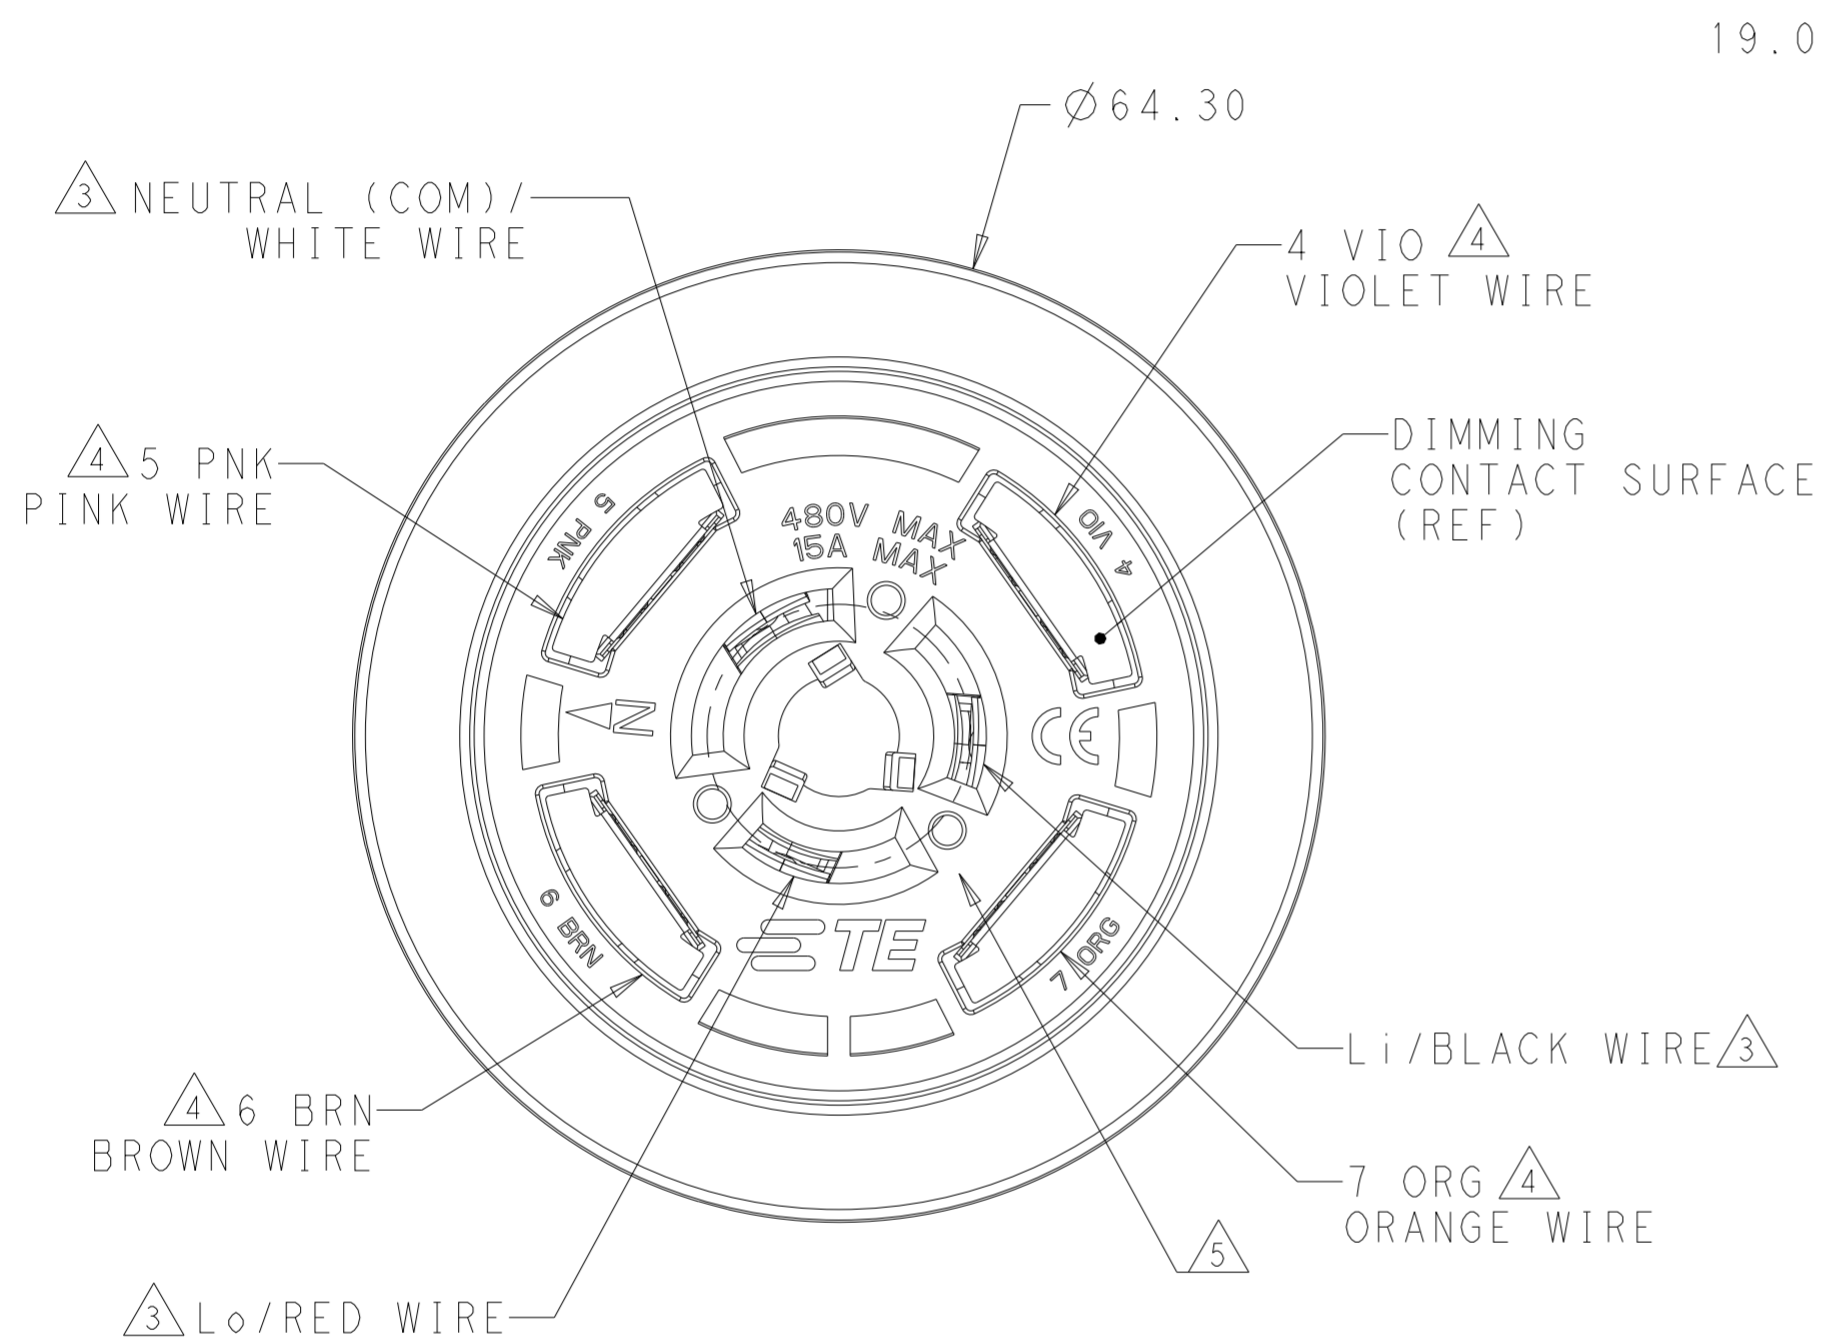 19.0
Ø64.30
3 NEUTRAL (COM)/
WHITE WIRE
4 VIO 4
VIOLET WIRE
DIMMING
CONTACT SURFACE
(REF)
4 5 PNK
PINK WIRE
5 PNK
480V MAX
15A MAX
4 VIO
N
CE
6 BRN
TE
7 ORG
Li/BLACK WIRE 3
4 6 BRN
BROWN WIRE
7 ORG 4
ORANGE WIRE
5
3 Lo/RED WIRE